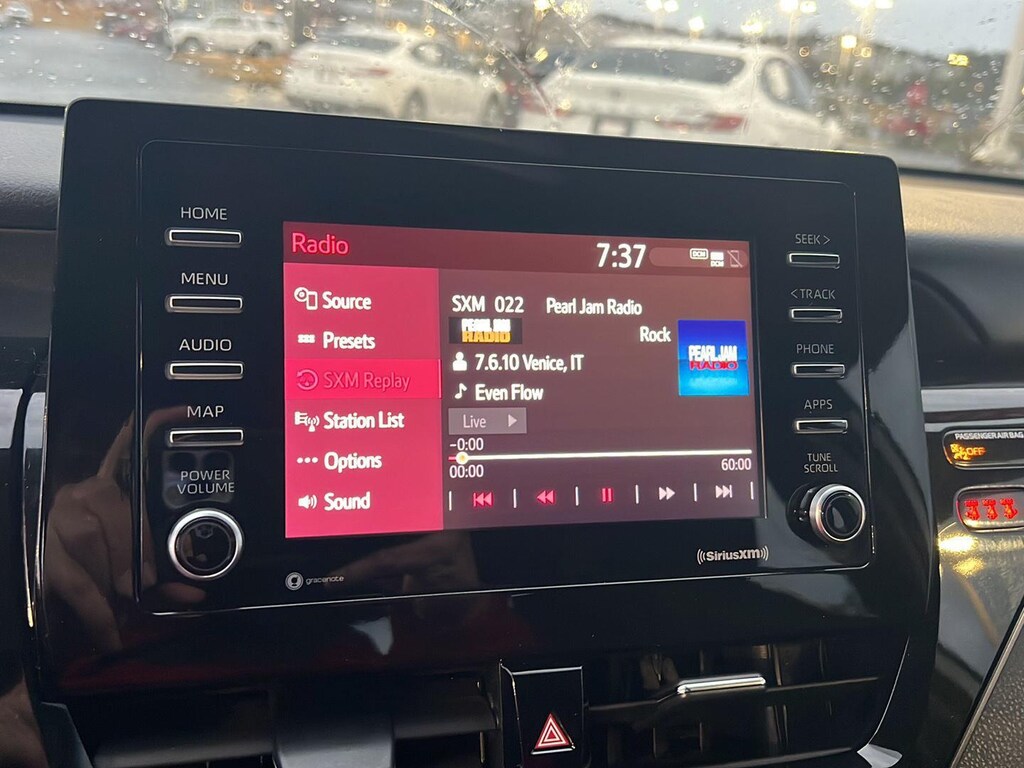 HOME
MENU
AUDIO
MAP
POWER
VOLUME
Radio
7:37
DCM
DCM
Source
Presets
SXM Replay
Station List
Options
Sound
SXM 022 Pearl Jam Radio
PEARL JAM
RADIO
Rock
7.6.10 Venice, IT
Even Flow
Live
-0:00
00:00
60:00
PEARL JAM
RADIO
SEEK >
< TRACK
PHONE
APPS
TUNE
SCROLL
gracenote
((SiriusXM))
PASSENGER AIR BAG
OFF